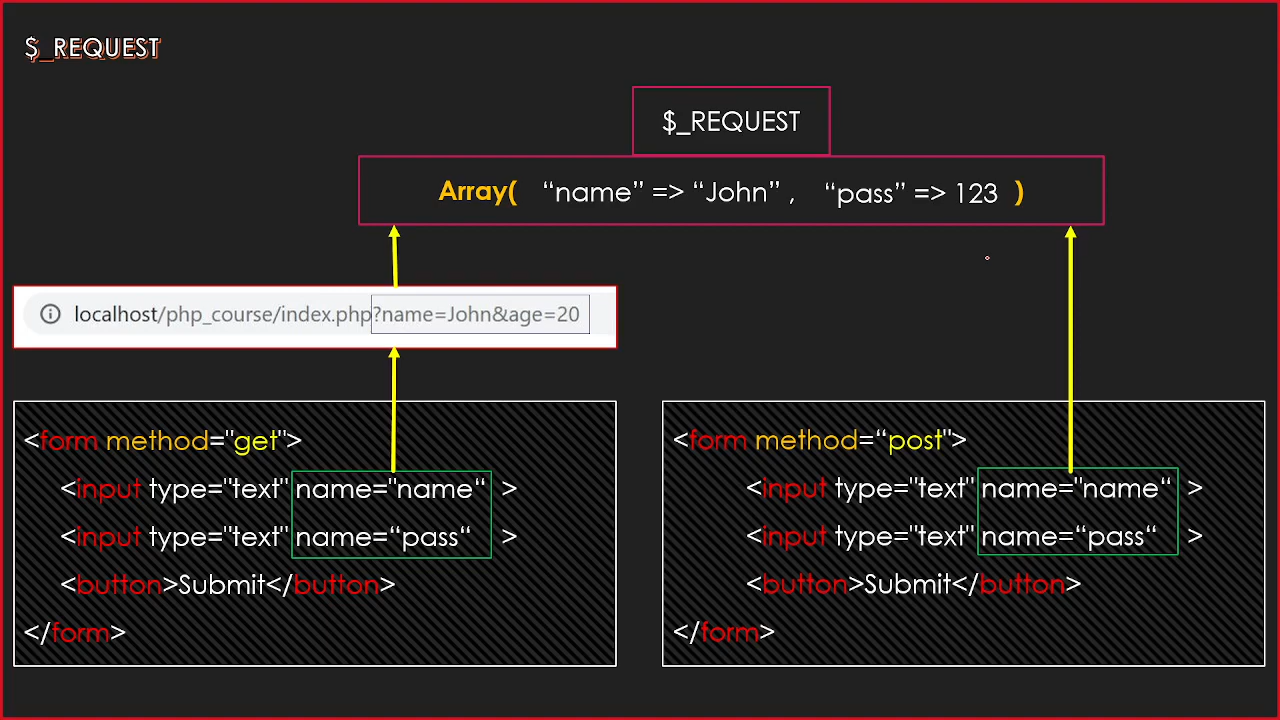 $_REQUEST
$_REQUEST
Array( “name” => “John” , “pass” => 123 )
localhost/php_course/index.php?name=John&age=20
<form method="get">
<input type="text" name="name“ >
<input type="text" name=“pass“ >
<button>Submit</button>
</form>
<form method=“post">
<input type="text" name="name“ >
<input type="text" name=“pass“ >
<button>Submit</button>
</form>